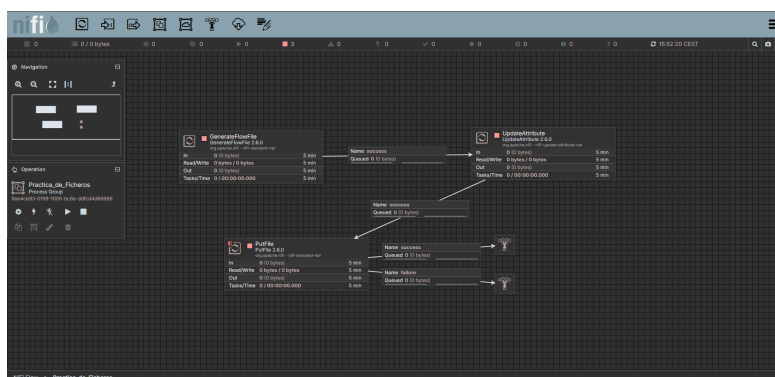 nifi
0 0 / 0 bytes 0 0 0 3 0 0 0 0 0 0 0 15:52:20 CEST
Navigation
Operation
Practica_de_Ficheros
Process Group
GenerateFlowFile
GenerateFlowFile 2.6.0
org.apache.nifi - nifi-standard-nar
In 0 (0 bytes) 5 min
Read/Write 0 bytes / 0 bytes 5 min
Out 0 (0 bytes) 5 min
Tasks/Time 0 / 00:00:00.000 5 min
Name success
Queued 0 (0 bytes)
UpdateAttribute
UpdateAttribute 2.6.0
org.apache.nifi - nifi-update-attribute-nar
In 0 (0 bytes) 5 min
Read/Write 0 bytes / 0 bytes 5 min
Out 0 (0 bytes) 5 min
Tasks/Time 0 / 00:00:00.000 5 min
Name success
Queued 0 (0 bytes)
PutFile
PutFile 2.6.0
org.apache.nifi - nifi-standard-nar
In 0 (0 bytes) 5 min
Read/Write 0 bytes / 0 bytes 5 min
Out 0 (0 bytes) 5 min
Tasks/Time 0 / 00:00:00.000 5 min
Name success
Queued 0 (0 bytes)
Name failure
Queued 0 (0 bytes)
NiFi Flow » Practica_de_Ficheros